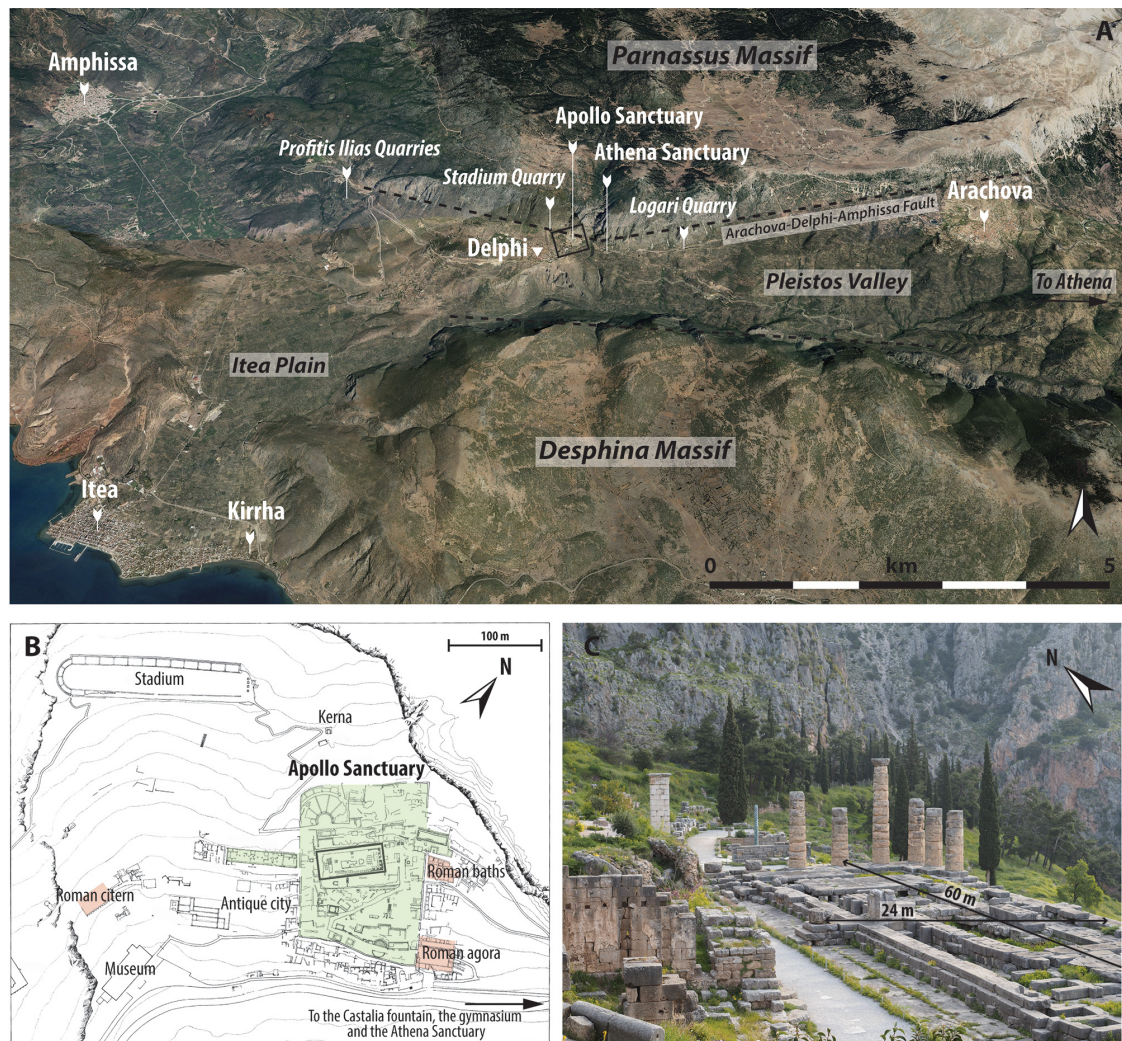 A
Parnassus Massif
Amphissa
Apollo Sanctuary
Profitis Ilias Quarries
Athena Sanctuary
Stadium Quarry
Logari Quarry
Arachova
Arachova-Delphi-Amphissa Fault
Delphi
Pleistos Valley
To Athena
Itea Plain
Desphina Massif
Itea
Kirrha
0 km 5
B
100 m
N
Stadium
Kerna
Apollo Sanctuary
Roman baths
Roman citern
Antique city
Roman agora
Museum
To the Castalia fountain, the gymnasium
and the Athena Sanctuary
C
N
60 m
24 m